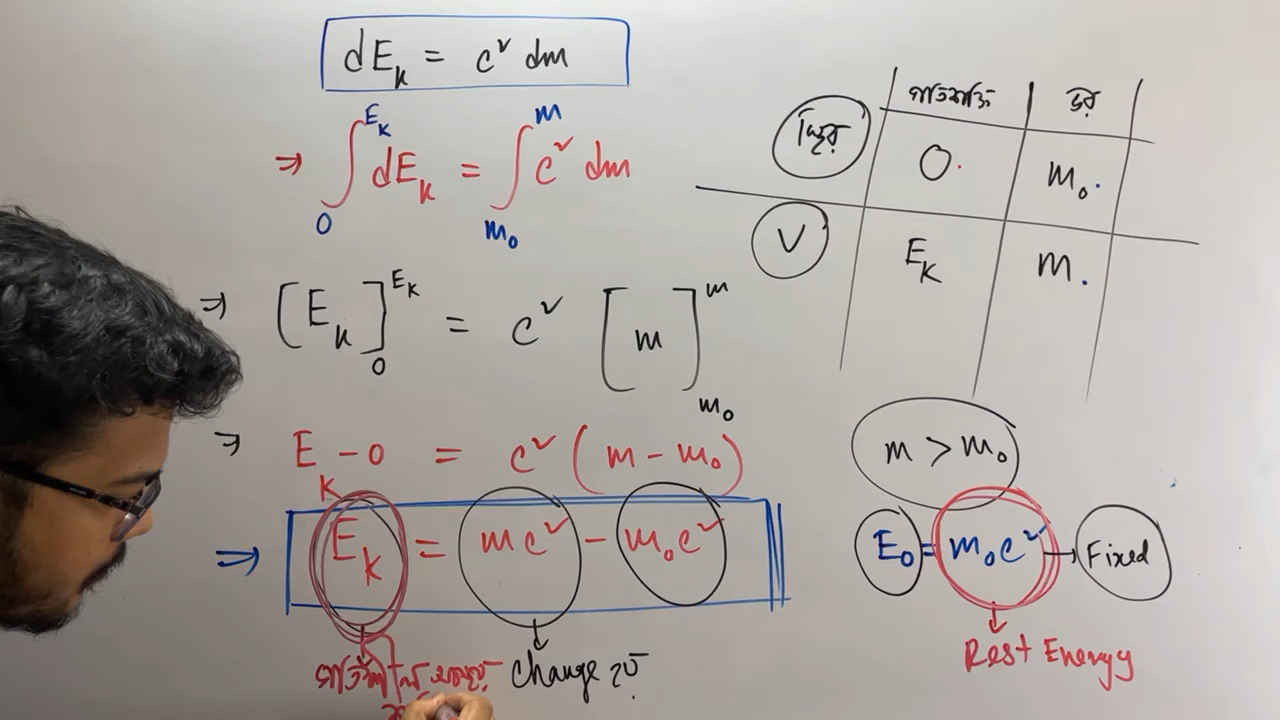 dE_k = c² dm
⇒ ∫₀^{E_k} dE_k = ∫_{m₀}^{m} c² dm
⇒ [E_k]₀^{E_k} = c² [m]_{m₀}^{m}
⇒ E_k - 0 = c² (m - m₀)
⇒ E_k = mc² - m₀c²
Change হবে
গতিশক্তি ভর
স্থির 0 m₀
V E_k m
m > m₀
E₀ = m₀c² → Fixed
Rest Energy